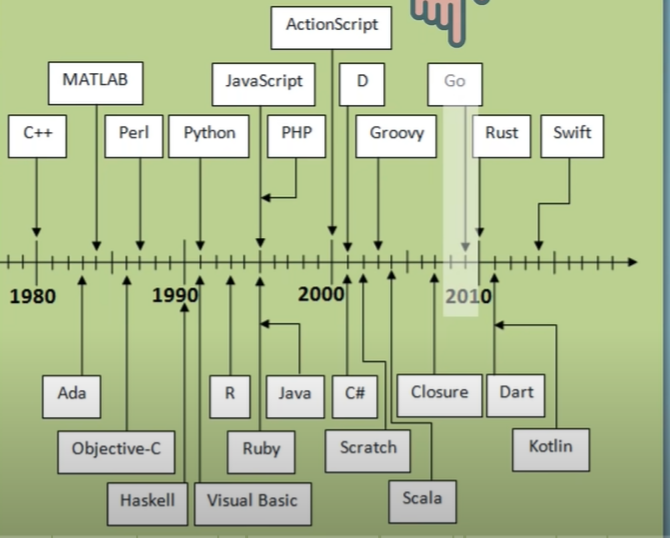 ActionScript
MATLAB
JavaScript
D
Go
C++
Perl
Python
PHP
Groovy
Rust
Swift
1980
1990
2000
2010
Ada
R
Java
C#
Closure
Dart
Objective-C
Ruby
Scratch
Kotlin
Haskell
Visual Basic
Scala